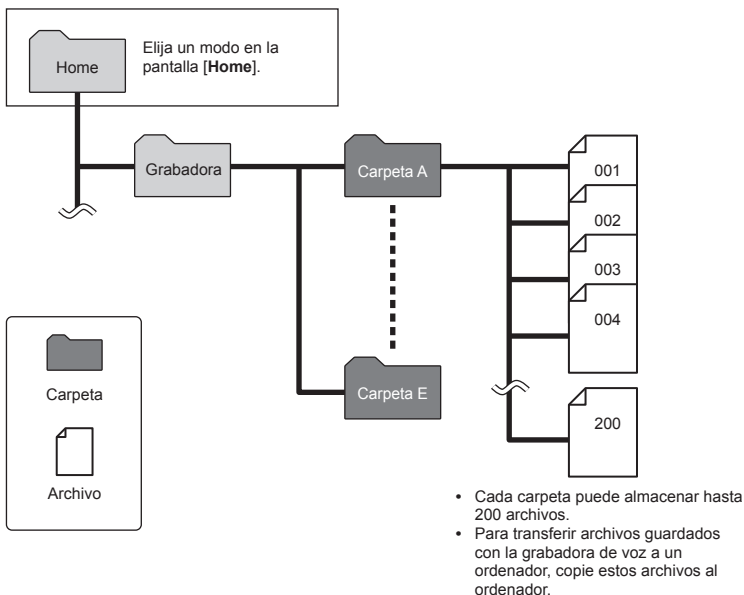 Home
Elija un modo en la
pantalla [Home].
Grabadora
Carpeta A
001
002
003
004
Carpeta E
200
Carpeta
Archivo
• Cada carpeta puede almacenar hasta
200 archivos.
• Para transferir archivos guardados
con la grabadora de voz a un
ordenador, copie estos archivos al
ordenador.